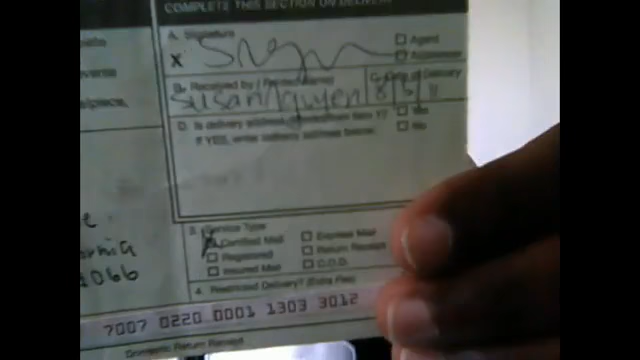 COMPLETE THIS SECTION ON DELIVERY
A. Signature
X
Agent
Addressee
B. Received by (Printed Name)
C. Date of Delivery
Susan Nguyen
D. Is delivery address different from item 1? Yes
If YES, enter delivery address below: No
3. Service Type
Certified Mail Express Mail
Registered Return Receipt
Insured Mail C.O.D.
4. Restricted Delivery? (Extra Fee)
7007 0220 0001 1303 3012
Domestic Return Receipt